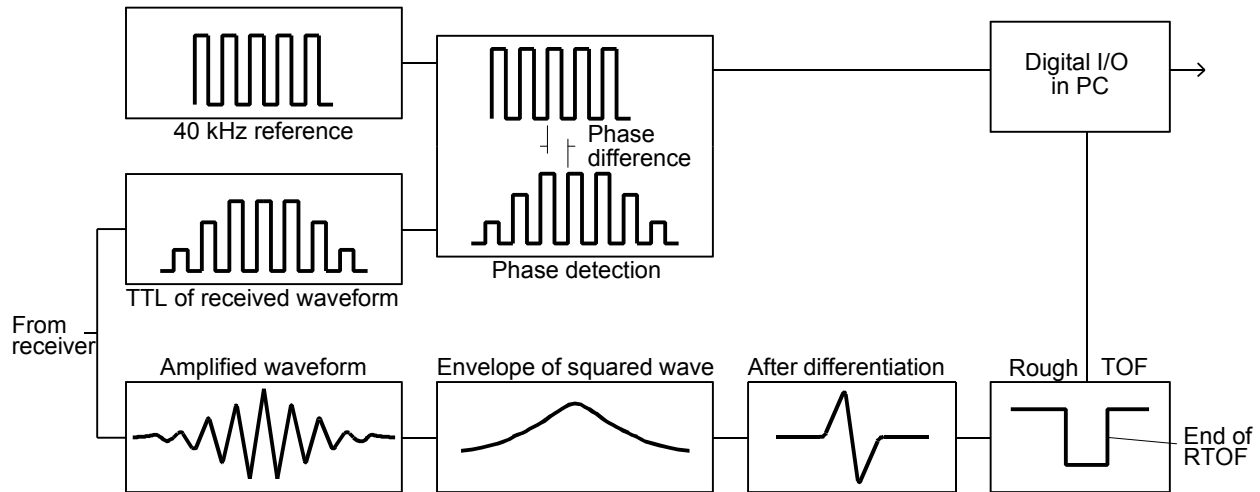 40 kHz reference
Digital I/O
in PC
Phase
difference
Phase detection
TTL of received waveform
From
receiver
Amplified waveform
Envelope of squared wave
After differentiation
Rough TOF
End of
RTOF